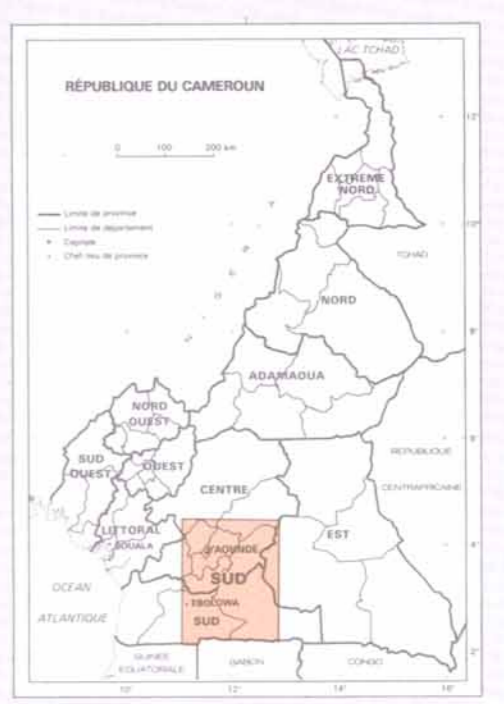 LAC TCHAD
RÉPUBLIQUE DU CAMEROUN
0 100 200 km
12°
EXTREME
NORD
Limite de province
Limite de département
Capitale
Chef-lieu de province
10°
TCHAD
NORD
8°
ADAMAOUA
NORD
OUEST
6°
SUD
OUEST
OUEST
REPUBLIQUE
CENTRAFRICAINE
CENTRE
LITTORAL
DOUALA
EST
YAOUNDE
4°
SUD
OCEAN
ATLANTIQUE
EBOLOWA
SUD
GUINEE
EQUATORIALE
GABON
CONGO
2°
10° 12° 14° 16°